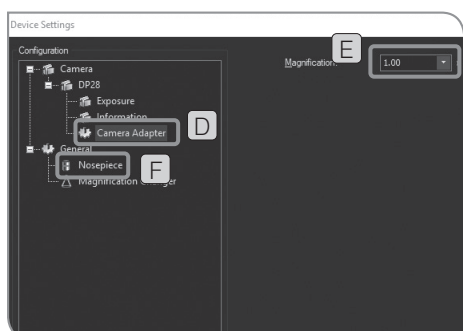 Device Settings
Configuration
Camera
DP28
Exposure
Information
Camera Adapter
General
Nosepiece
Magnification Changer
Magnification:
1.00
D
E
F